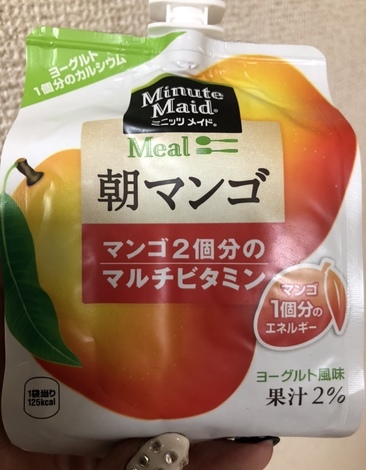 ヨーグルト
1個分のカルシウム
Minute
Maid®
ミニッツ メイド®
Meal
朝マンゴ
マンゴ2個分の
マルチビタミン
マンゴ
1個分の
エネルギー
1袋当り
125kcal
ヨーグルト風味
果汁2%